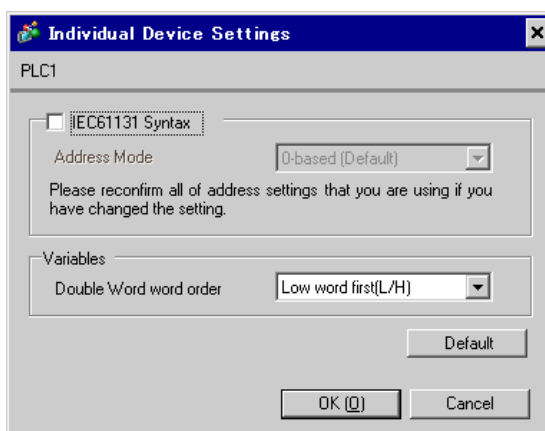 Individual Device Settings
PLC1
IEC61131 Syntax
Address Mode
0-based (Default)
Please reconfirm all of address settings that you are using if you
have changed the setting.
Variables
Double Word word order
Low word first(L/H)
Default
OK (O)
Cancel